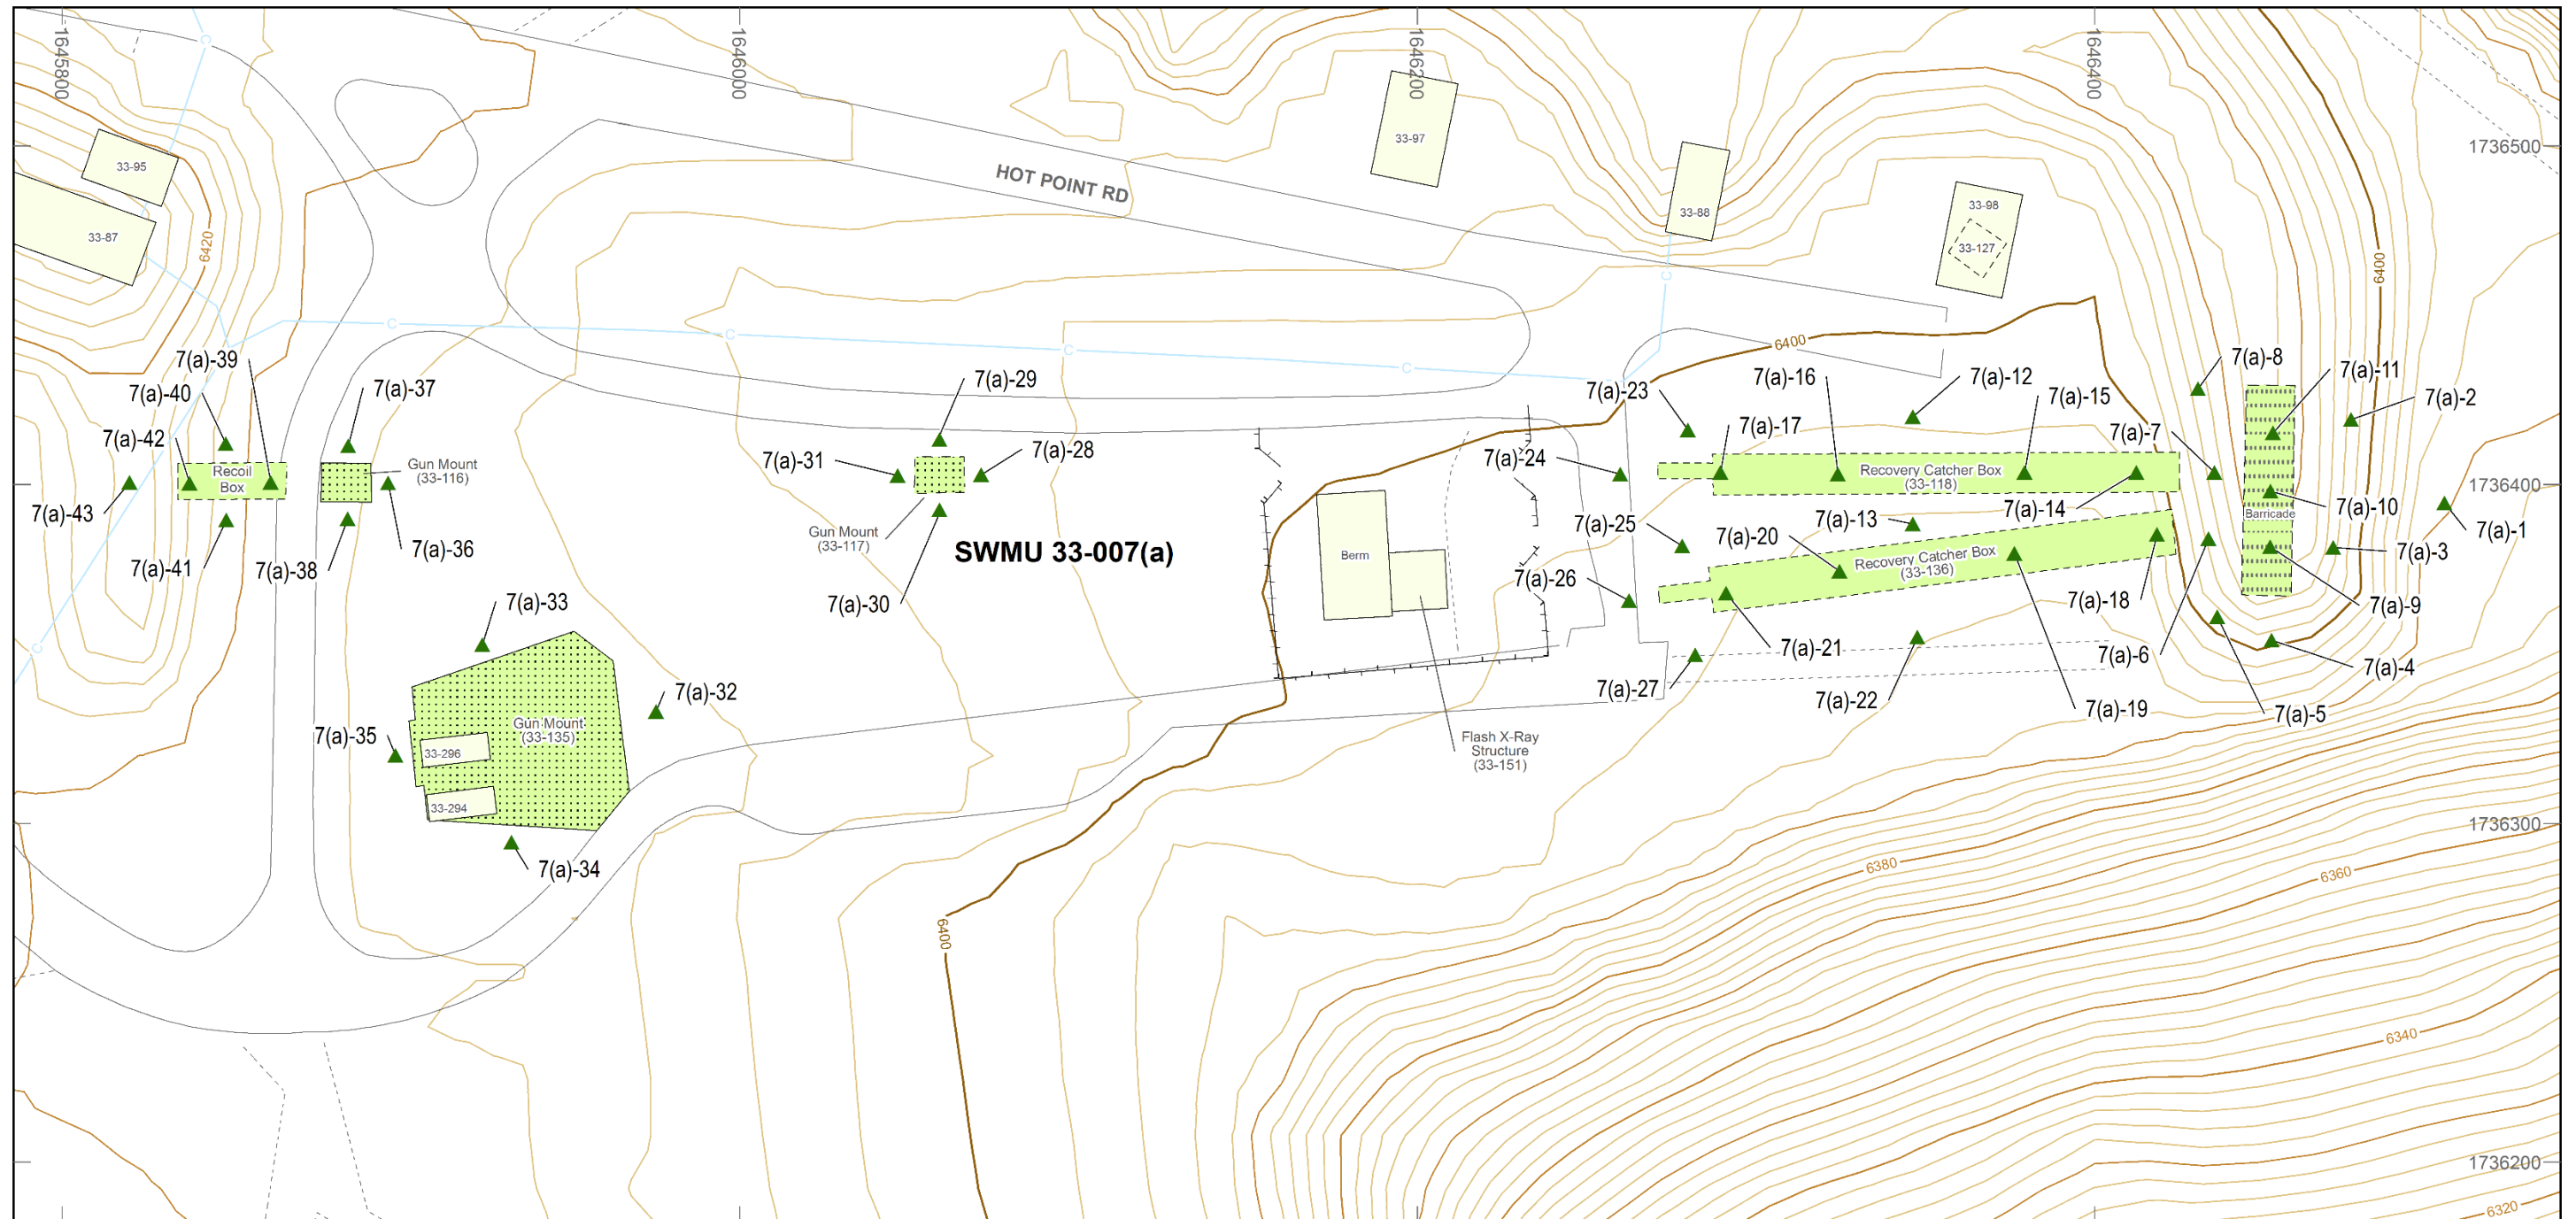 1645800
1646000
1646200
1646400
1736500
1736400
1736300
1736200
C
33-95
33-87
6420
HOT POINT RD
33-97
33-88
33-98
33-127
6400
C
C
C
C
C
6400
7(a)-39
7(a)-40
7(a)-37
7(a)-42
7(a)-43
7(a)-41
7(a)-38
7(a)-36
Recoil
Box
Gun Mount
(33-116)
7(a)-29
7(a)-28
7(a)-31
7(a)-30
Gun Mount
(33-117)
SWMU 33-007(a)
Berm
Flash X-Ray
Structure
(33-151)
7(a)-23
7(a)-16
7(a)-12
7(a)-15
7(a)-17
7(a)-7
7(a)-8
7(a)-11
7(a)-2
7(a)-24
Recovery Catcher Box
(33-118)
7(a)-14
7(a)-10
Barricade
7(a)-1
7(a)-25
7(a)-20
7(a)-13
7(a)-3
Recovery Catcher Box
(33-136)
7(a)-26
7(a)-18
7(a)-9
7(a)-21
7(a)-6
7(a)-4
7(a)-27
7(a)-22
7(a)-19
7(a)-5
7(a)-33
7(a)-32
7(a)-35
Gun Mount
(33-135)
33-296
33-294
7(a)-34
C
6400
6380
6360
6340
6320